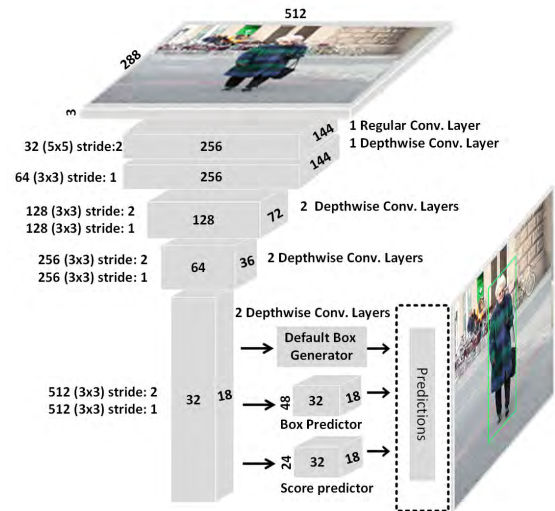 512
288
3
32 (5x5) stride:2
256
144
1 Regular Conv. Layer
1 Depthwise Conv. Layer
64 (3x3) stride: 1
256
144
128 (3x3) stride: 2
128 (3x3) stride: 1
128
72
2 Depthwise Conv. Layers
256 (3x3) stride: 2
256 (3x3) stride: 1
64
36
2 Depthwise Conv. Layers
2 Depthwise Conv. Layers
512 (3x3) stride: 2
512 (3x3) stride: 1
32
18
Default Box
Generator
48
32
18
Box Predictor
24
32
18
Score predictor
Predictions